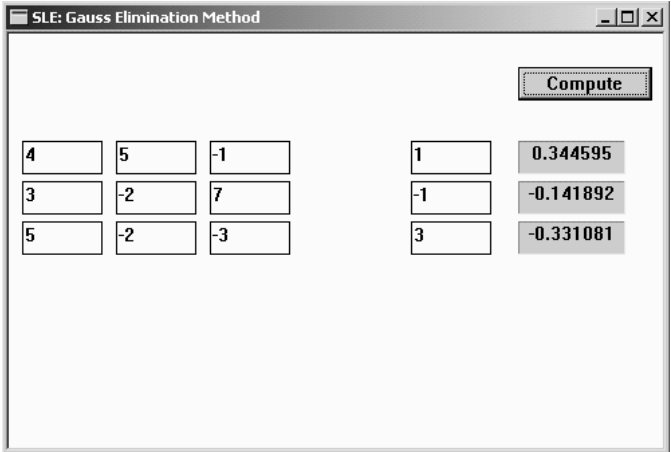 SLE: Gauss Elimination Method
Compute
4 5 -1 1 0.344595
3 -2 7 -1 -0.141892
5 -2 -3 3 -0.331081